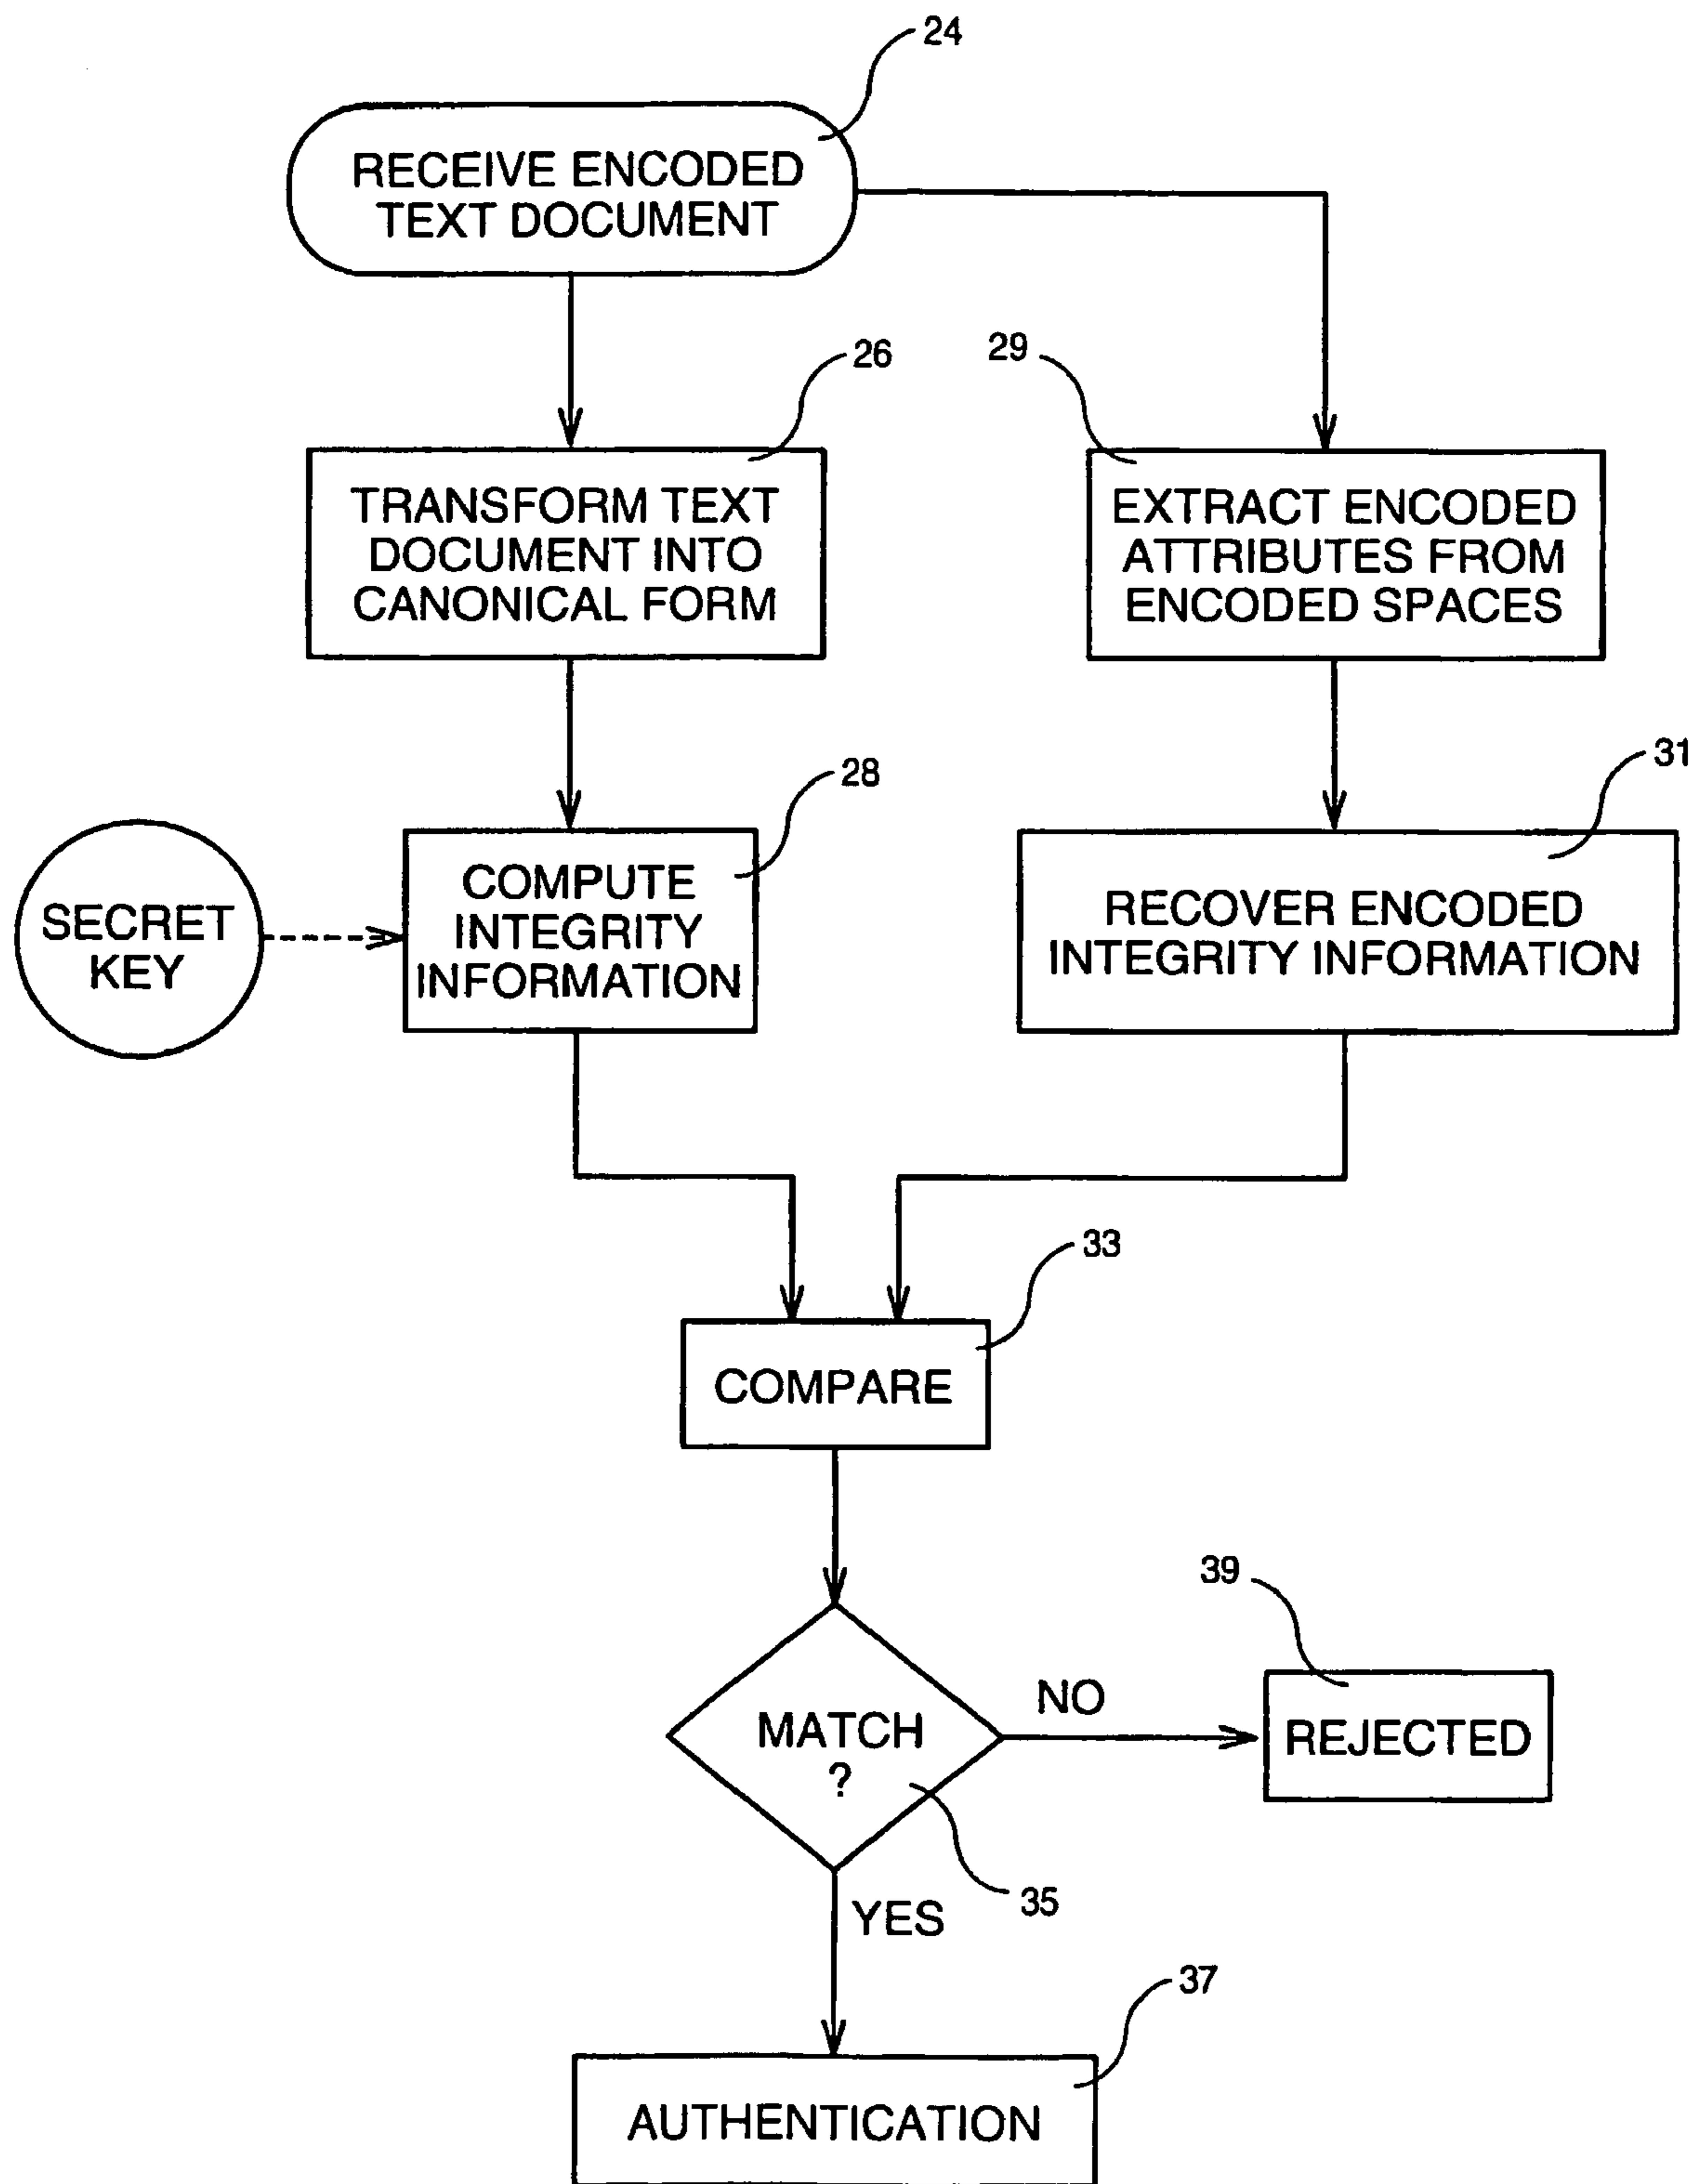 24
RECEIVE ENCODED
TEXT DOCUMENT
26
29
TRANSFORM TEXT
DOCUMENT INTO
CANONICAL FORM
EXTRACT ENCODED
ATTRIBUTES FROM
ENCODED SPACES
28
31
SECRET
KEY
COMPUTE
INTEGRITY
INFORMATION
RECOVER ENCODED
INTEGRITY INFORMATION
33
COMPARE
39
MATCH
?
NO
REJECTED
35
YES
37
AUTHENTICATION